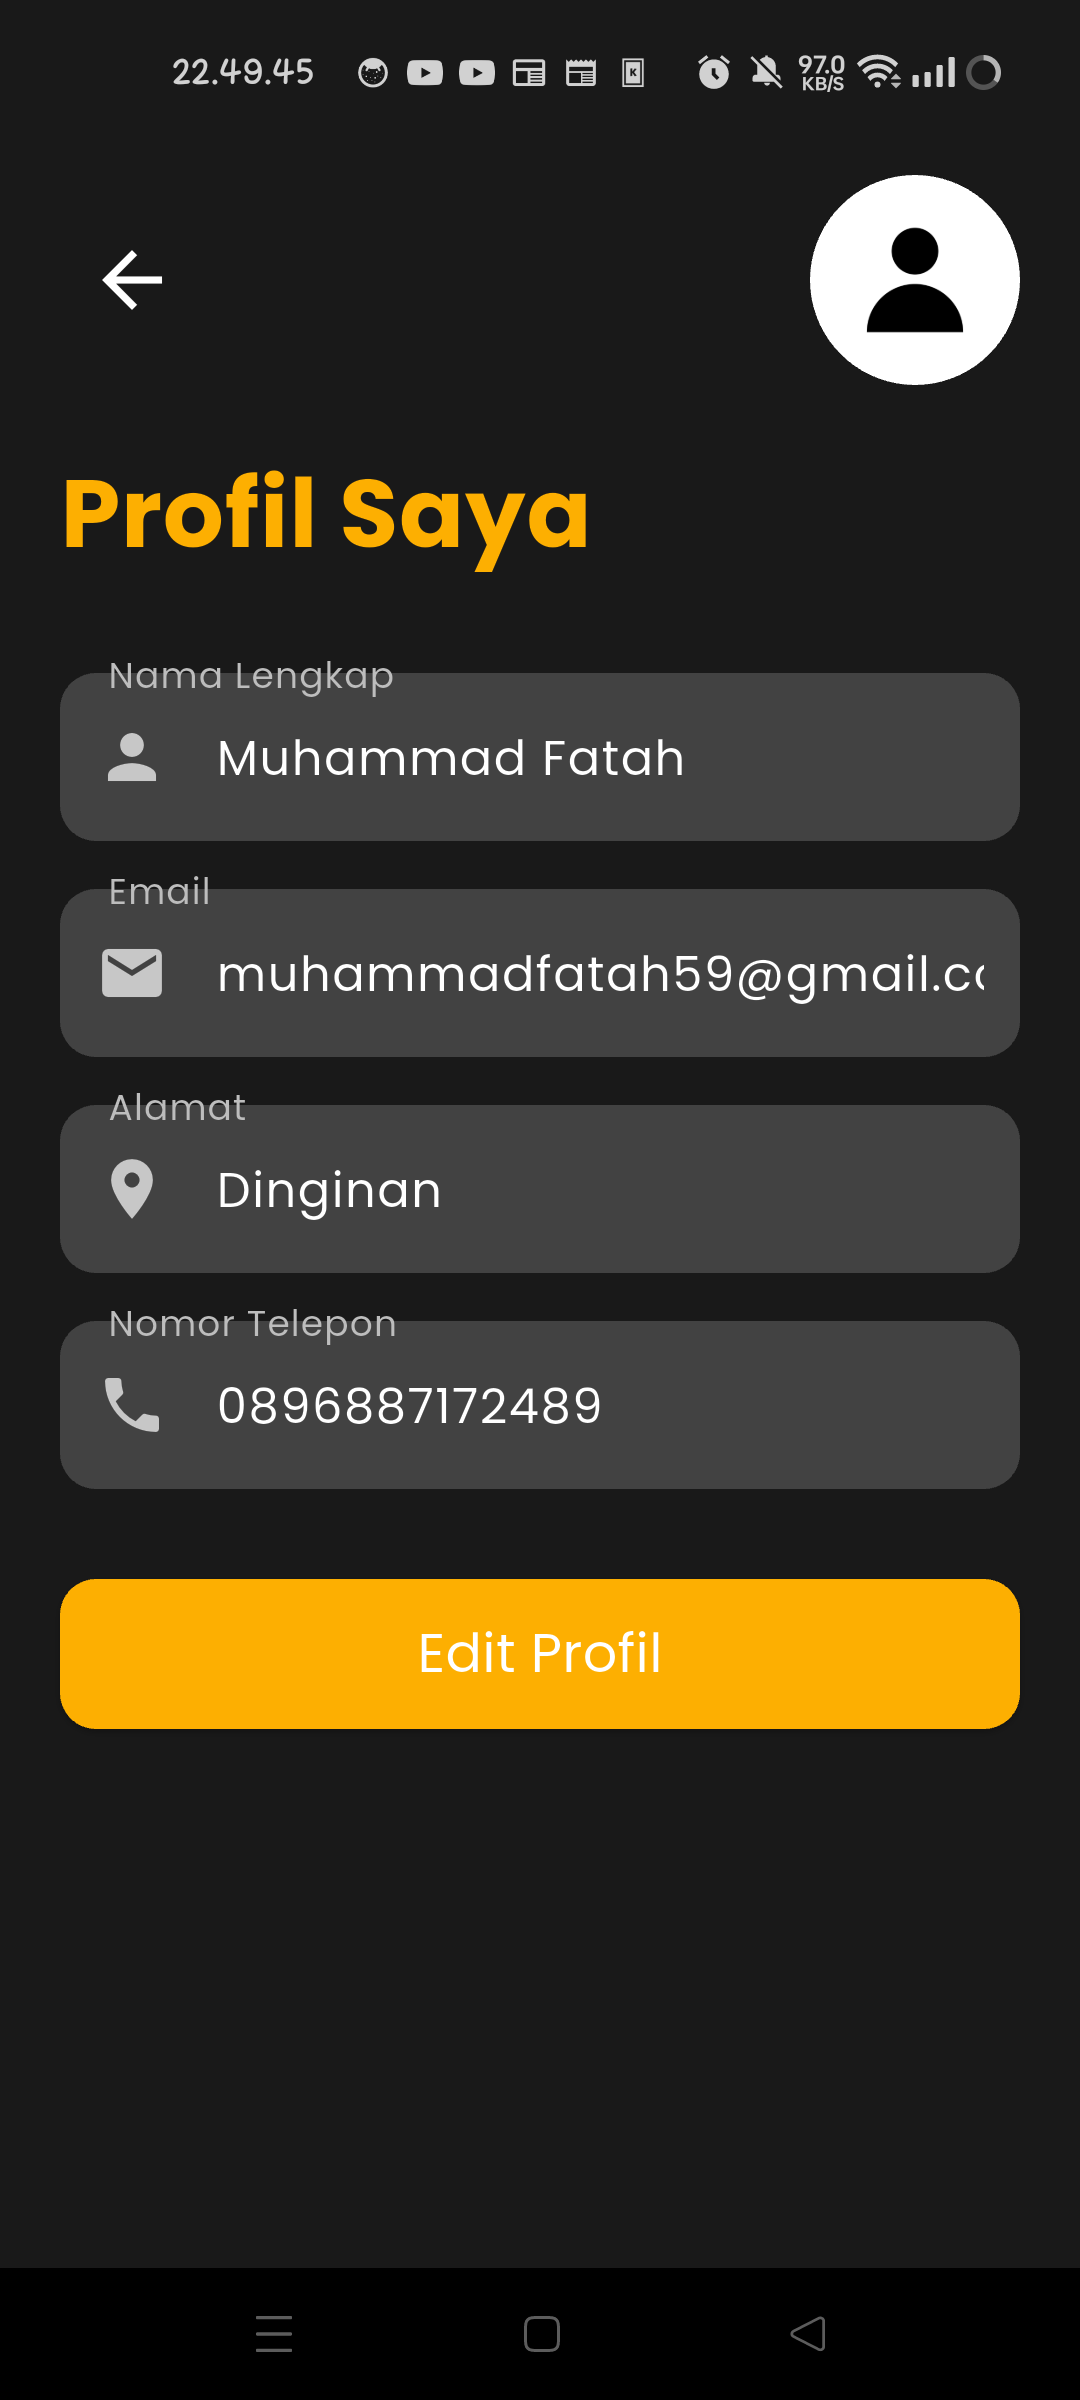 22.49.45 97.0 KB/S
Profil Saya
Nama Lengkap
Muhammad Fatah
Email
muhammadfatah59@gmail.co
Alamat
Dinginan
Nomor Telepon
0896887172489
Edit Profil